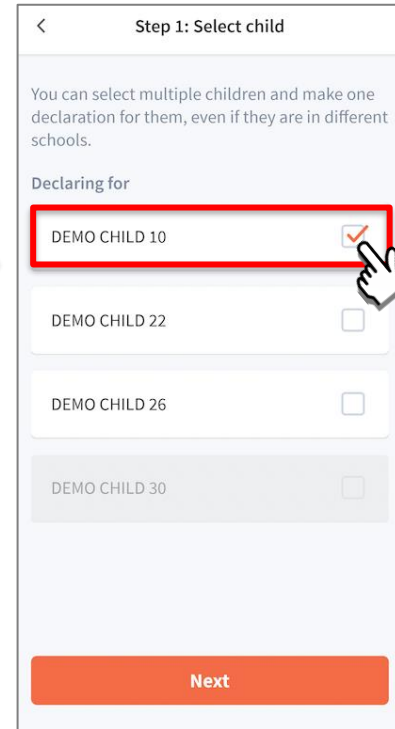 Step 1: Select child
You can select multiple children and make one
declaration for them, even if they are in different
schools.
Declaring for
DEMO CHILD 10
DEMO CHILD 22
DEMO CHILD 26
DEMO CHILD 30
Next